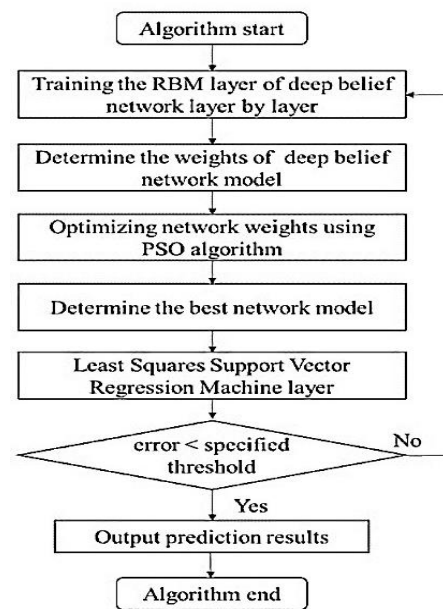 Algorithm start
Training the RBM layer of deep belief
network layer by layer
Determine the weights of deep belief
network model
Optimizing network weights using
PSO algorithm
Determine the best network model
Least Squares Support Vector
Regression Machine layer
error < specified
threshold
No
Yes
Output prediction results
Algorithm end